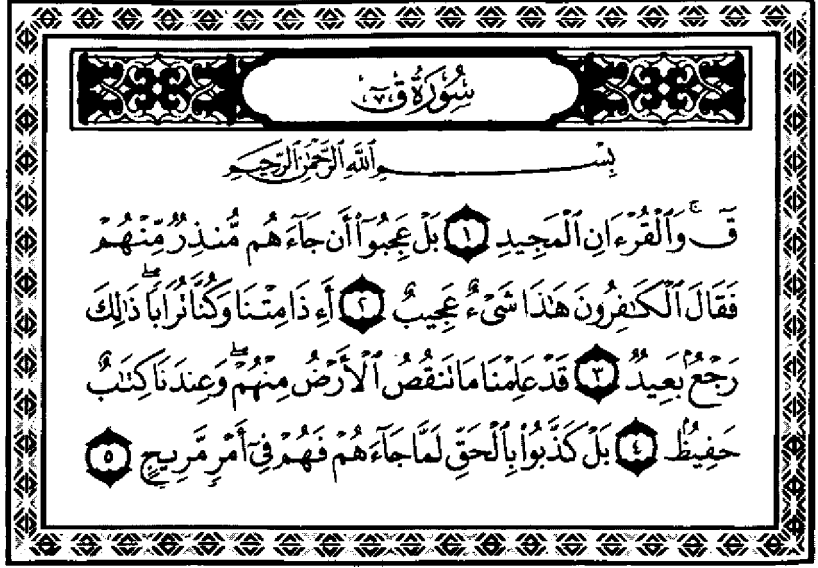 سُورَةُ قٓ
بِسۡمِ ٱللَّهِ ٱلرَّحۡمَٰنِ ٱلرَّحِيمِ
قٓۚ وَٱلۡقُرۡءَانِ ٱلۡمَجِيدِ ١ بَلۡ عَجِبُوٓاْ أَن جَآءَهُم مُّنذِرٞ مِّنۡهُمۡ
فَقَالَ ٱلۡكَٰفِرُونَ هَٰذَا شَيۡءٌ عَجِيبٌ ٢ أَءِذَا مِتۡنَا وَكُنَّا تُرَابٗاۖ ذَٰلِكَ
رَجۡعُۢ بَعِيدٞ ٣ قَدۡ عَلِمۡنَا مَا تَنقُصُ ٱلۡأَرۡضُ مِنۡهُمۡۖ وَعِندَنَا كِتَٰبٌ
حَفِيظُۢ ٤ بَلۡ كَذَّبُواْ بِٱلۡحَقِّ لَمَّا جَآءَهُمۡ فَهُمۡ فِيٓ أَمۡرٖ مَّرِيجٍ ٥